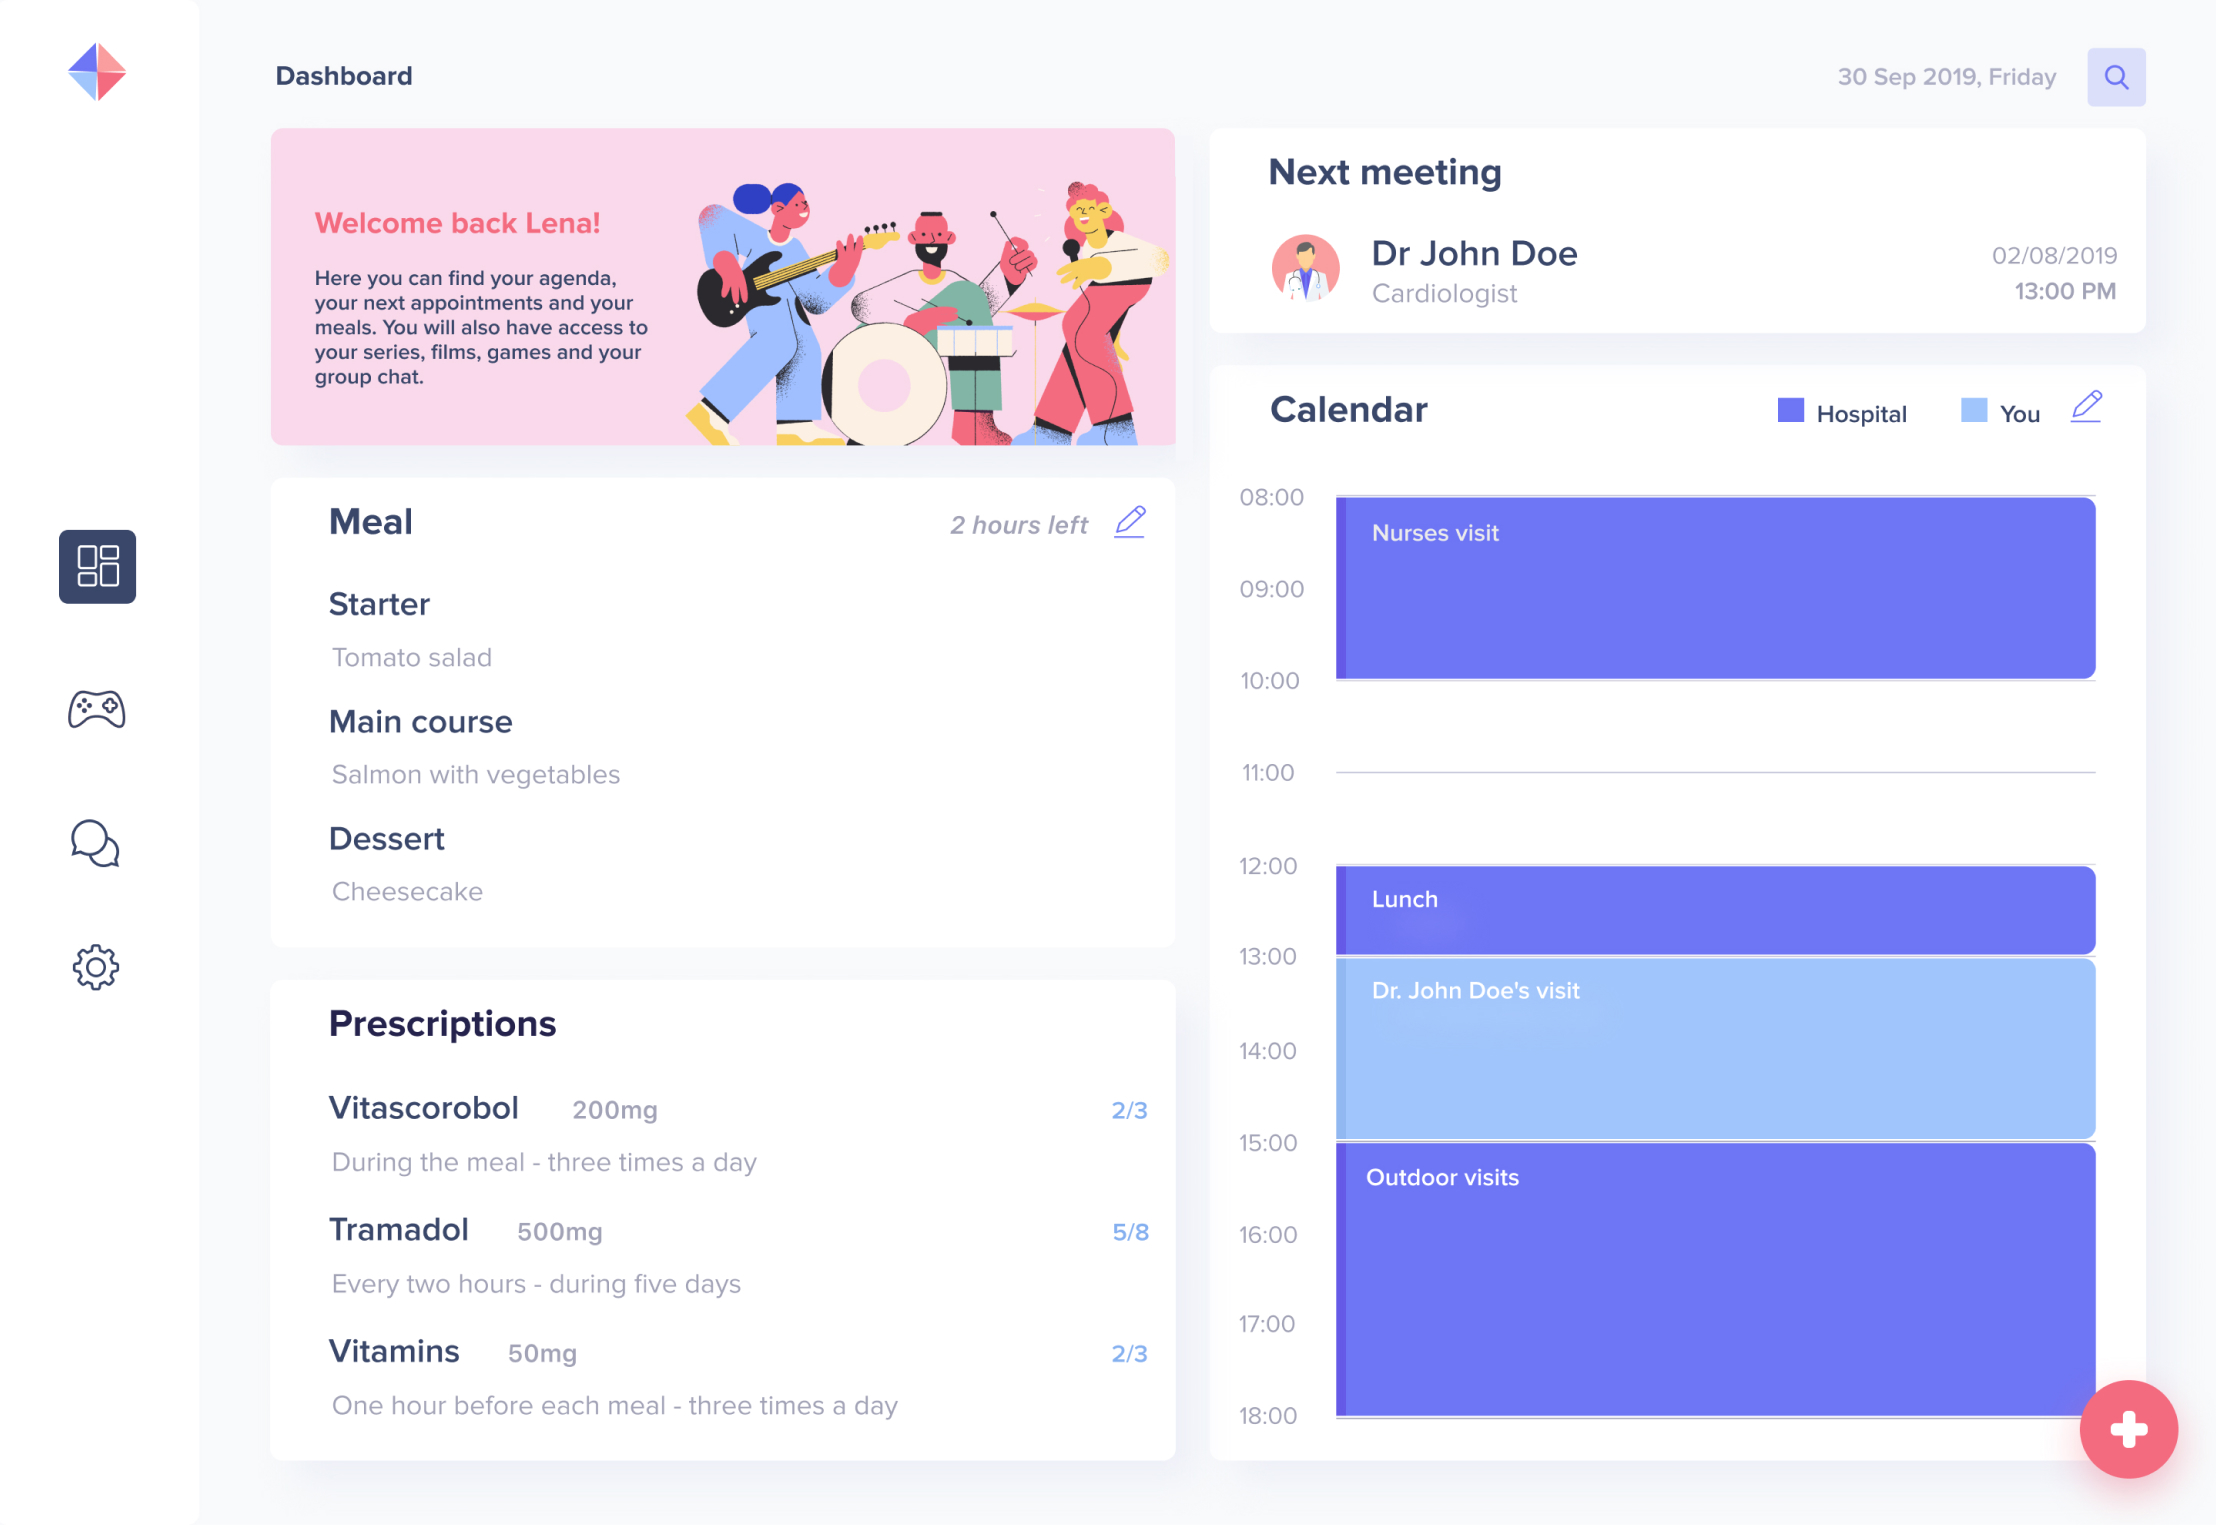 Dashboard
30 Sep 2019, Friday
Welcome back Lena!
Here you can find your agenda,
your next appointments and your
meals. You will also have access to
your series, films, games and your
group chat.
Next meeting
Dr John Doe
Cardiologist
02/08/2019
13:00 PM
Meal
2 hours left
Starter
Tomato salad
Main course
Salmon with vegetables
Dessert
Cheesecake
Prescriptions
Vitascorobol 200mg 2/3
During the meal - three times a day
Tramadol 500mg 5/8
Every two hours - during five days
Vitamins 50mg 2/3
One hour before each meal - three times a day
Calendar
Hospital
You
08:00
Nurses visit
09:00
10:00
11:00
12:00
Lunch
13:00
Dr. John Doe's visit
14:00
15:00
Outdoor visits
16:00
17:00
18:00